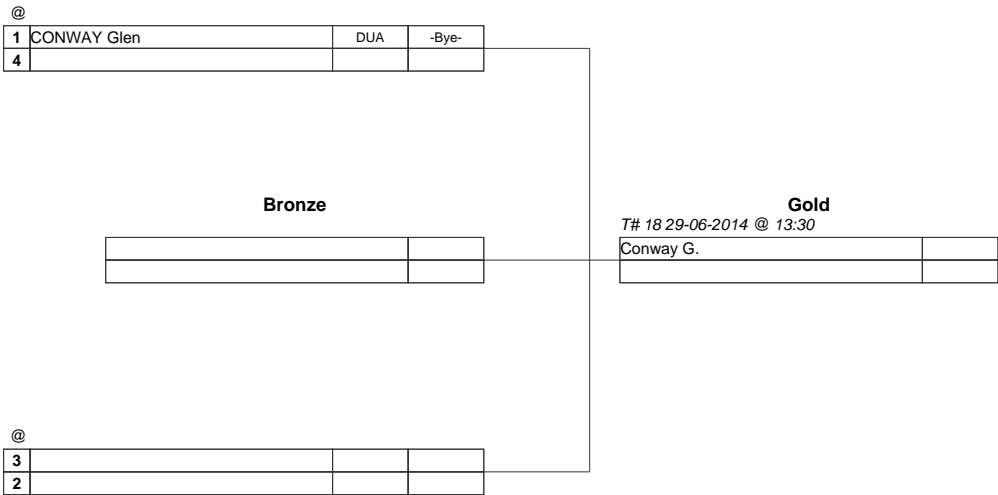 @
1 CONWAY Glen DUA -Bye-
4
Bronze
Gold
T# 18 29-06-2014 @ 13:30
Conway G.
@
3
2